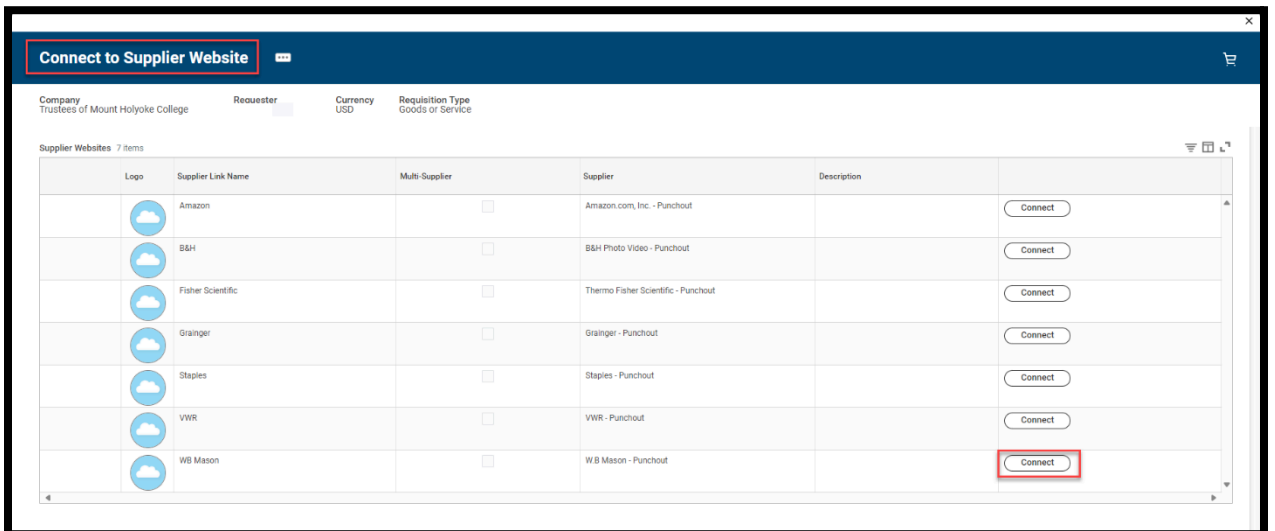 Connect to Supplier Website
Company Requester Currency Requisition Type
Trustees of Mount Holyoke College USD Goods or Service
Supplier Websites 7 items
Logo Supplier Link Name Multi-Supplier Supplier Description
Amazon Amazon.com, Inc. - Punchout Connect
B&H B&H Photo Video - Punchout Connect
Fisher Scientific Thermo Fisher Scientific - Punchout Connect
Grainger Grainger - Punchout Connect
Staples Staples - Punchout Connect
VWR VWR - Punchout Connect
WB Mason W.B Mason - Punchout Connect